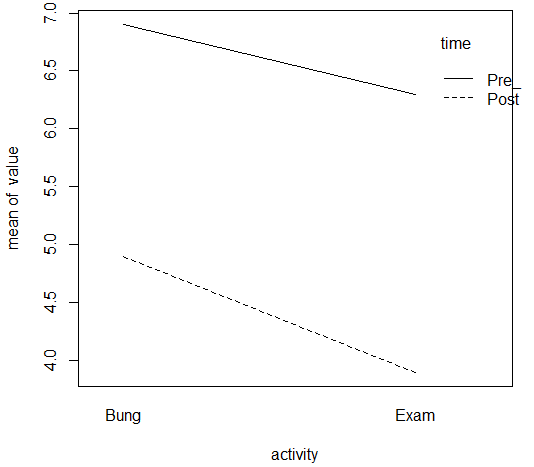 7.0
6.5
6.0
5.5
5.0
4.5
4.0
mean of value
time
Pre_
Post
Bung
Exam
activity